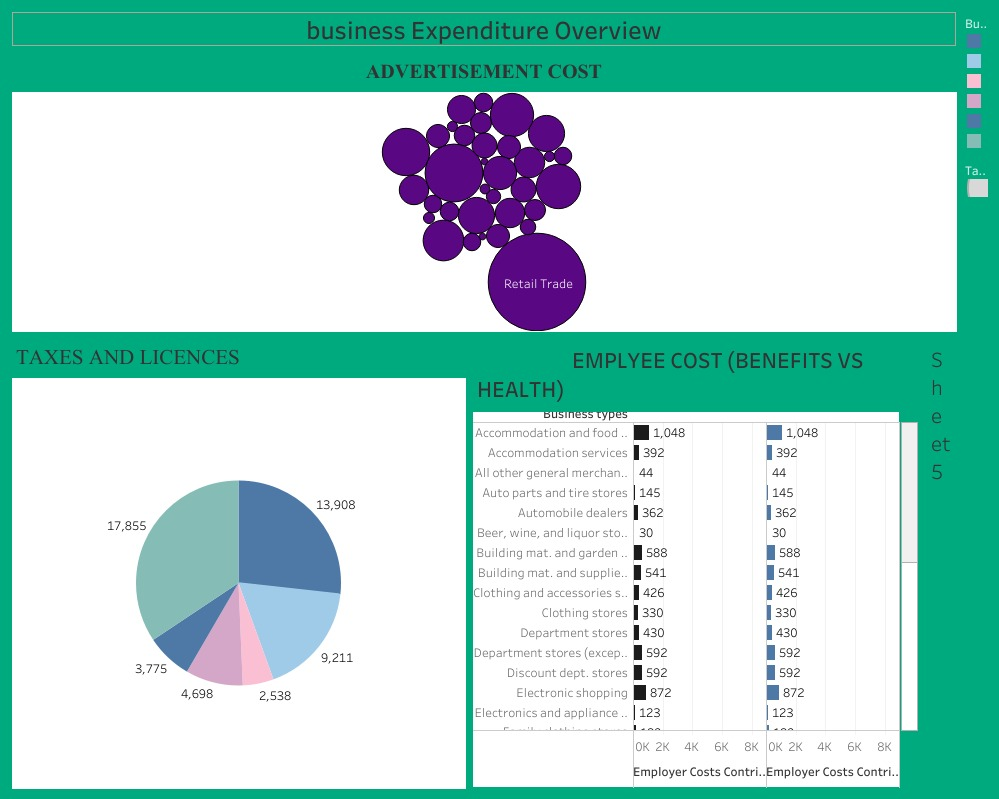 business Expenditure Overview
Bu..
ADVERTISEMENT COST
Ta..
Retail Trade
TAXES AND LICENCES
13,908
17,855
9,211
3,775
4,698
2,538
EMPLYEE COST (BENEFITS VS
HEALTH)
Business types
Accommodation and food .. 1,048 1,048
Accommodation services 392 392
All other general merchan.. 44 44
Auto parts and tire stores 145 145
Automobile dealers 362 362
Beer, wine, and liquor sto.. 30 30
Building mat. and garden .. 588 588
Building mat. and supplie.. 541 541
Clothing and accessories s.. 426 426
Clothing stores 330 330
Department stores 430 430
Department stores (excep.. 592 592
Discount dept. stores 592 592
Electronic shopping 872 872
Electronics and appliance .. 123 123
0K 2K 4K 6K 8K 0K 2K 4K 6K 8K
Employer Costs Contri.. Employer Costs Contri..
S
h
e
et
5